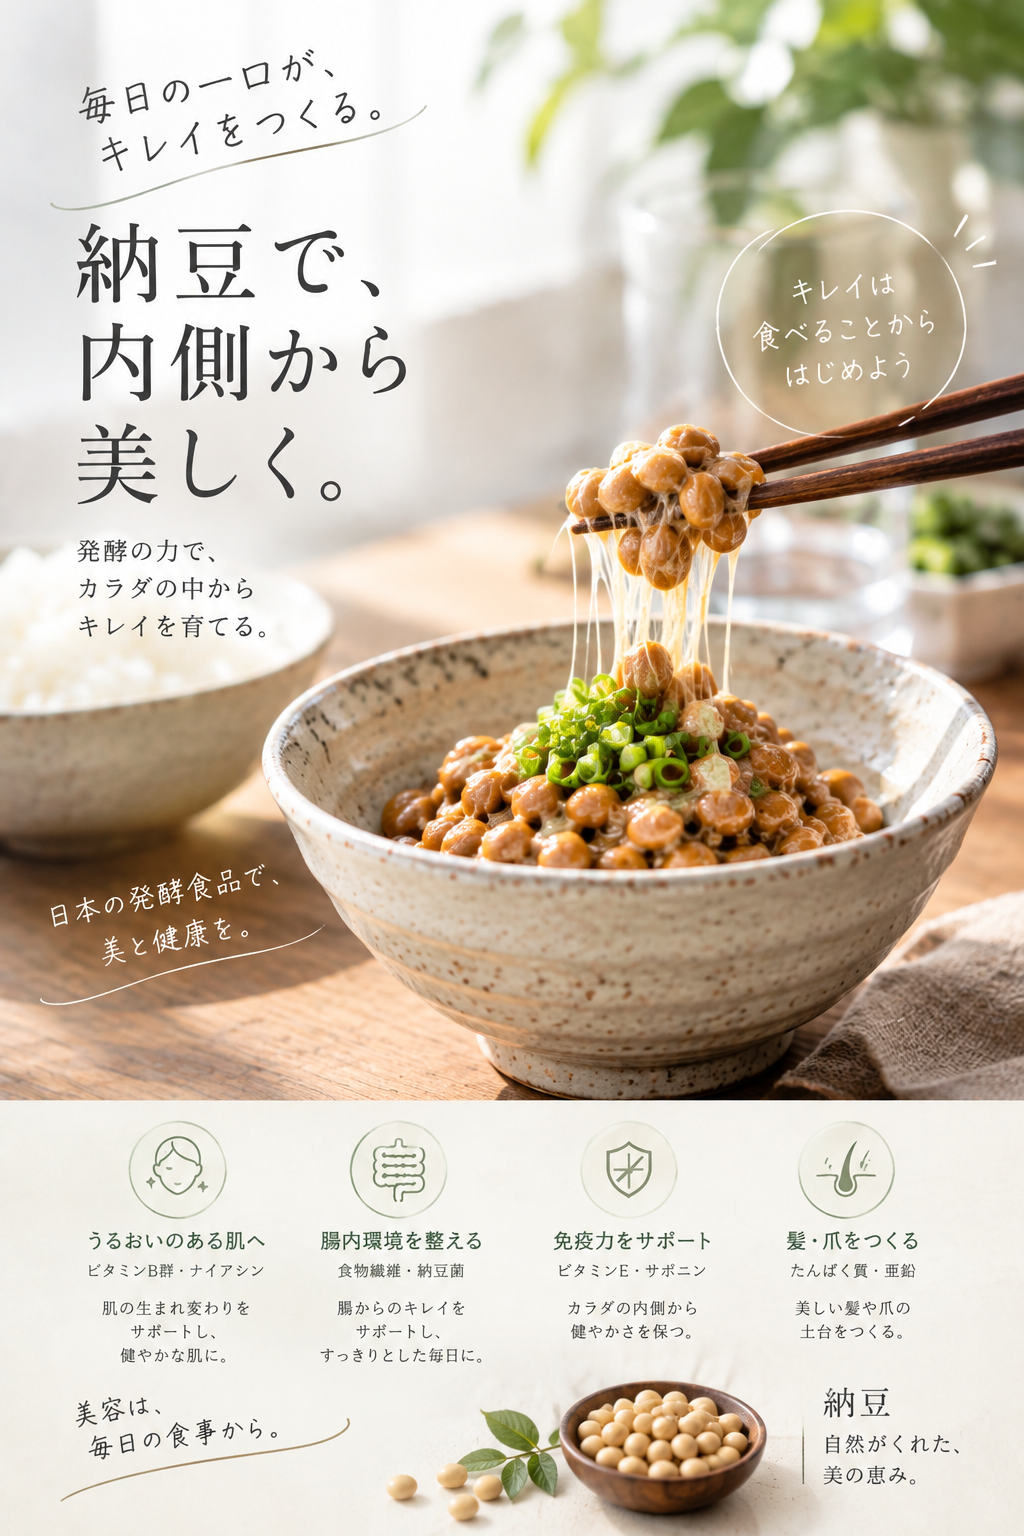 毎日の一口が、
キレイをつくる。
納豆で、
内側から
美しく。
発酵の力で、
カラダの中から
キレイを育てる。
キレイは
食べることから
はじめよう
日本の発酵食品で、
美と健康を。
うるおいのある肌へ
ビタミンB群・ナイアシン
肌の生まれ変わりを
サポートし、
健やかな肌に。
腸内環境を整える
食物繊維・納豆菌
腸からのキレイを
サポートし、
すっきりとした毎日に。
免疫力をサポート
ビタミンE・サポニン
カラダの内側から
健やかさを保つ。
髪・爪をつくる
たんぱく質・亜鉛
美しい髪や爪の
土台をつくる。
美容は、
毎日の食事から。
納豆
自然がくれた、
美の恵み。